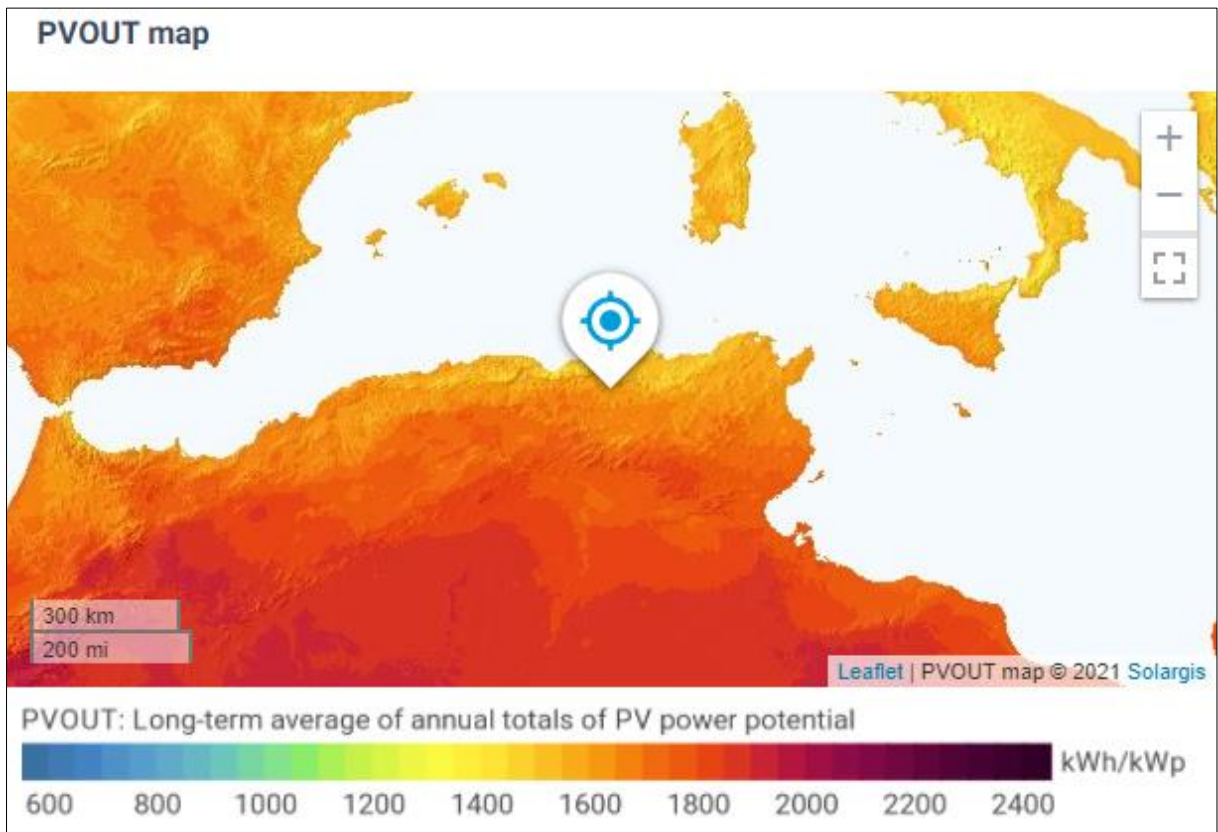 PVOUT map
+
−
300 km
200 mi
Leaflet | PVOUT map © 2021 Solargis
PVOUT: Long-term average of annual totals of PV power potential
kWh/kWp
600 800 1000 1200 1400 1600 1800 2000 2200 2400